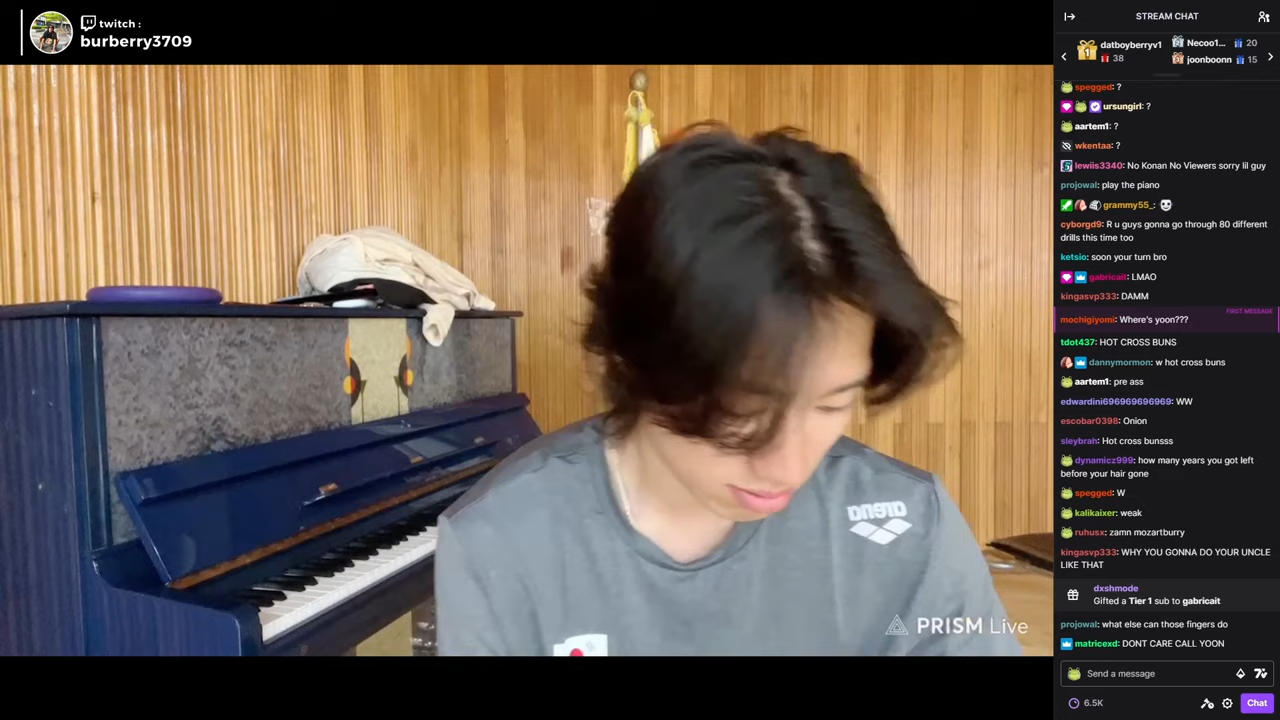 twitch :
burberry3709
STREAM CHAT
datboyberryv1
38
Necoo1... 20
joonboonn 15
spegged: ?
ursungirl: ?
aartem1: ?
wkentaa: ?
lewiis3340: No Konan No Viewers sorry lil guy
projowal: play the piano
grammy55_:
cyborgd9: R u guys gonna go through 80 different
drills this time too
ketsio: soon your turn bro
gabricait: LMAO
kingasvp333: DAMM
FIRST MESSAGE
mochigiyomi: Where's yoon???
tdot437: HOT CROSS BUNS
dannymormon: w hot cross buns
aartem1: pre ass
edwardini696969696969: WW
escobar0398: Onion
sleybrah: Hot cross bunsss
dynamicz999: how many years you got left
before your hair gone
spegged: W
kalikaixer: weak
ruhusx: zamn mozartburry
kingasvp333: WHY YOU GONNA DO YOUR UNCLE
LIKE THAT
dxshmode
Gifted a Tier 1 sub to gabricait
projowal: what else can those fingers do
matricexd: DONT CARE CALL YOON
Send a message
6.5K
Chat
arena
PRISM Live